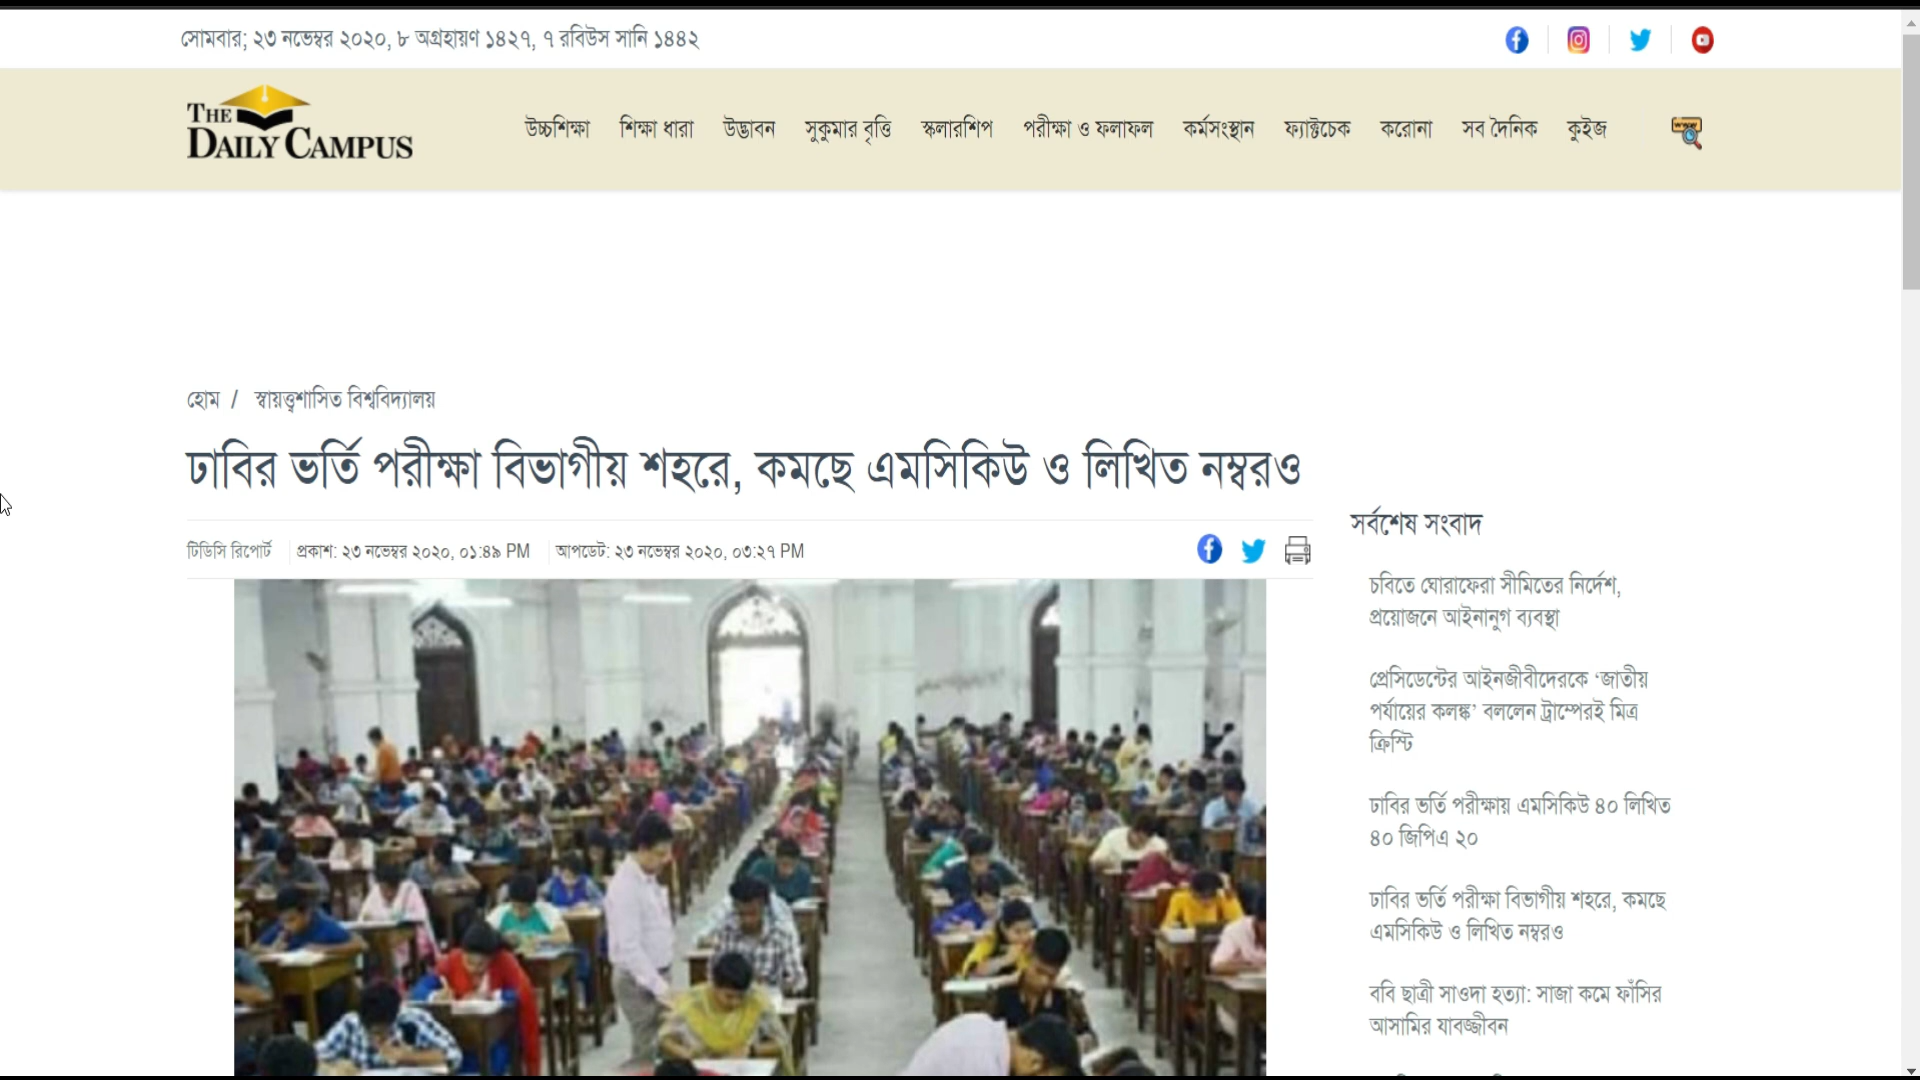 সোমবার; ২৩ নভেম্বর ২০২০, ৮ অগ্রহায়ণ ১৪২৭, ৭ রবিউস সানি ১৪৪২
THE
DAILY CAMPUS
উচ্চশিক্ষা শিক্ষা ধারা উদ্ভাবন সুকুমার বৃত্তি স্কলারশিপ পরীক্ষা ও ফলাফল কর্মসংস্থান ফ্যাক্টচেক করোনা সব দৈনিক কুইজ
হোম / স্বায়ত্ত্বশাসিত বিশ্ববিদ্যালয়
ঢাবির ভর্তি পরীক্ষা বিভাগীয় শহরে, কমছে এমসিকিউ ও লিখিত নম্বরও
টিডিসি রিপোর্ট প্রকাশ: ২৩ নভেম্বর ২০২০, ০১:৪৯ PM আপডেট: ২৩ নভেম্বর ২০২০, ০৩:২৭ PM
সর্বশেষ সংবাদ
চবিতে ঘোরাফেরা সীমিতের নির্দেশ,
প্রয়োজনে আইনানুগ ব্যবস্থা
প্রেসিডেন্টের আইনজীবীদেরকে ‘জাতীয়
পর্যায়ের কলঙ্ক’ বললেন ট্রাম্পেরই মিত্র
ক্রিস্টি
ঢাবির ভর্তি পরীক্ষায় এমসিকিউ ৪০ লিখিত
৪০ জিপিএ ২০
ঢাবির ভর্তি পরীক্ষা বিভাগীয় শহরে, কমছে
এমসিকিউ ও লিখিত নম্বরও
ববি ছাত্রী সাওদা হত্যা: সাজা কমে ফাঁসির
আসামির যাবজ্জীবন